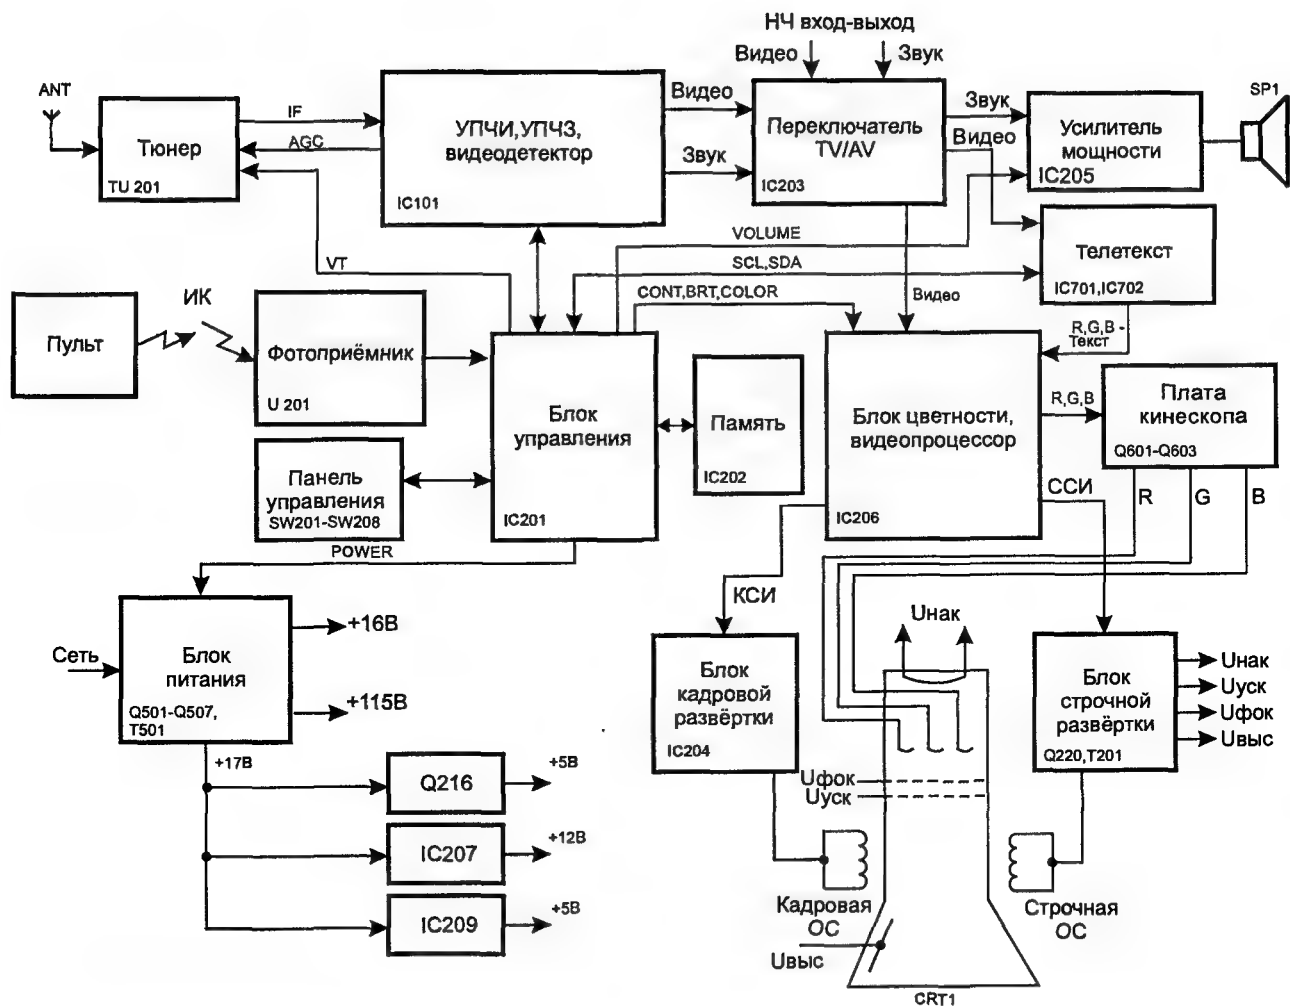 НЧ вход-выход
Видео
Звук
ANT
IF
AGC
Тюнер
TU 201
УПЧИ,УПЧЗ,
видеодетектор
IC101
Видео
Звук
Переключатель
TV/AV
IC203
Звук
Видео
Усилитель
мощности
IC205
SP1
VT
VOLUME
SCL,SDA
CONT,BRT,COLOR
Видео
Телетекст
IC701,IC702
R,G,B -
Текст
Пульт
ИК
Фотоприёмник
U 201
Панель
управления
SW201-SW208
Блок
управления
IC201
Память
IC202
Блок цветности,
видеопроцессор
IC206
R,G,B
Плата
кинескопа
Q601-Q603
R
G
B
ССИ
КСИ
POWER
Сеть
Блок
питания
Q501-Q507,
T501
+16В
+115В
+17В
Q216
+5В
IC207
+12В
IC209
+5В
Блок
кадровой
развёртки
IC204
Uнак
Uфок
Uуск
Блок
строчной
развёртки
Q220,T201
Uнак
Uуск
Uфок
Uвыс
Кадровая
ОС
Строчная
ОС
Uвыс
CRT1